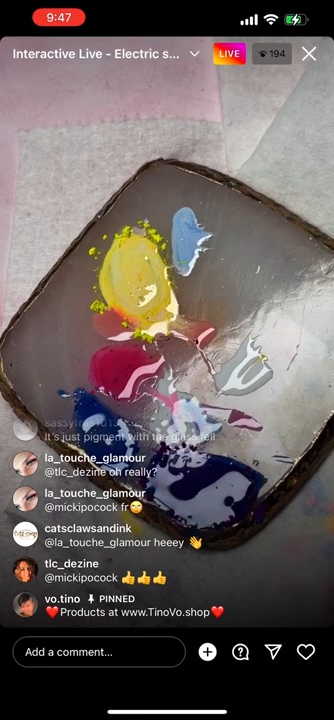 9:47
Interactive Live - Electric s...
LIVE
194
It's just pigment with the glass tell
la_touche_glamour
@tlc_dezine oh really?
la_touche_glamour
@mickipocock fr🙄
catsclawsandink
@la_touche_glamour heeey 👋
tlc_dezine
@mickipocock 👍👍👍
vo.tino PINNED
❤️Products at www.TinoVo.shop❤️
Add a comment...